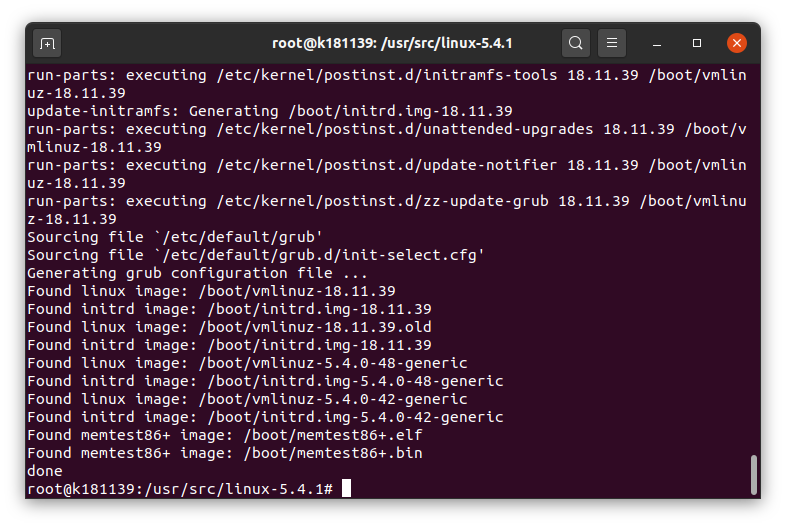 root@k181139: /usr/src/linux-5.4.1
run-parts: executing /etc/kernel/postinst.d/initramfs-tools 18.11.39 /boot/vmlin
uz-18.11.39
update-initramfs: Generating /boot/initrd.img-18.11.39
run-parts: executing /etc/kernel/postinst.d/unattended-upgrades 18.11.39 /boot/v
mlinuz-18.11.39
run-parts: executing /etc/kernel/postinst.d/update-notifier 18.11.39 /boot/vmlin
uz-18.11.39
run-parts: executing /etc/kernel/postinst.d/zz-update-grub 18.11.39 /boot/vmlinu
z-18.11.39
Sourcing file `/etc/default/grub'
Sourcing file `/etc/default/grub.d/init-select.cfg'
Generating grub configuration file ...
Found linux image: /boot/vmlinuz-18.11.39
Found initrd image: /boot/initrd.img-18.11.39
Found linux image: /boot/vmlinuz-18.11.39.old
Found initrd image: /boot/initrd.img-18.11.39
Found linux image: /boot/vmlinuz-5.4.0-48-generic
Found initrd image: /boot/initrd.img-5.4.0-48-generic
Found linux image: /boot/vmlinuz-5.4.0-42-generic
Found initrd image: /boot/initrd.img-5.4.0-42-generic
Found memtest86+ image: /boot/memtest86+.elf
Found memtest86+ image: /boot/memtest86+.bin
done
root@k181139:/usr/src/linux-5.4.1#